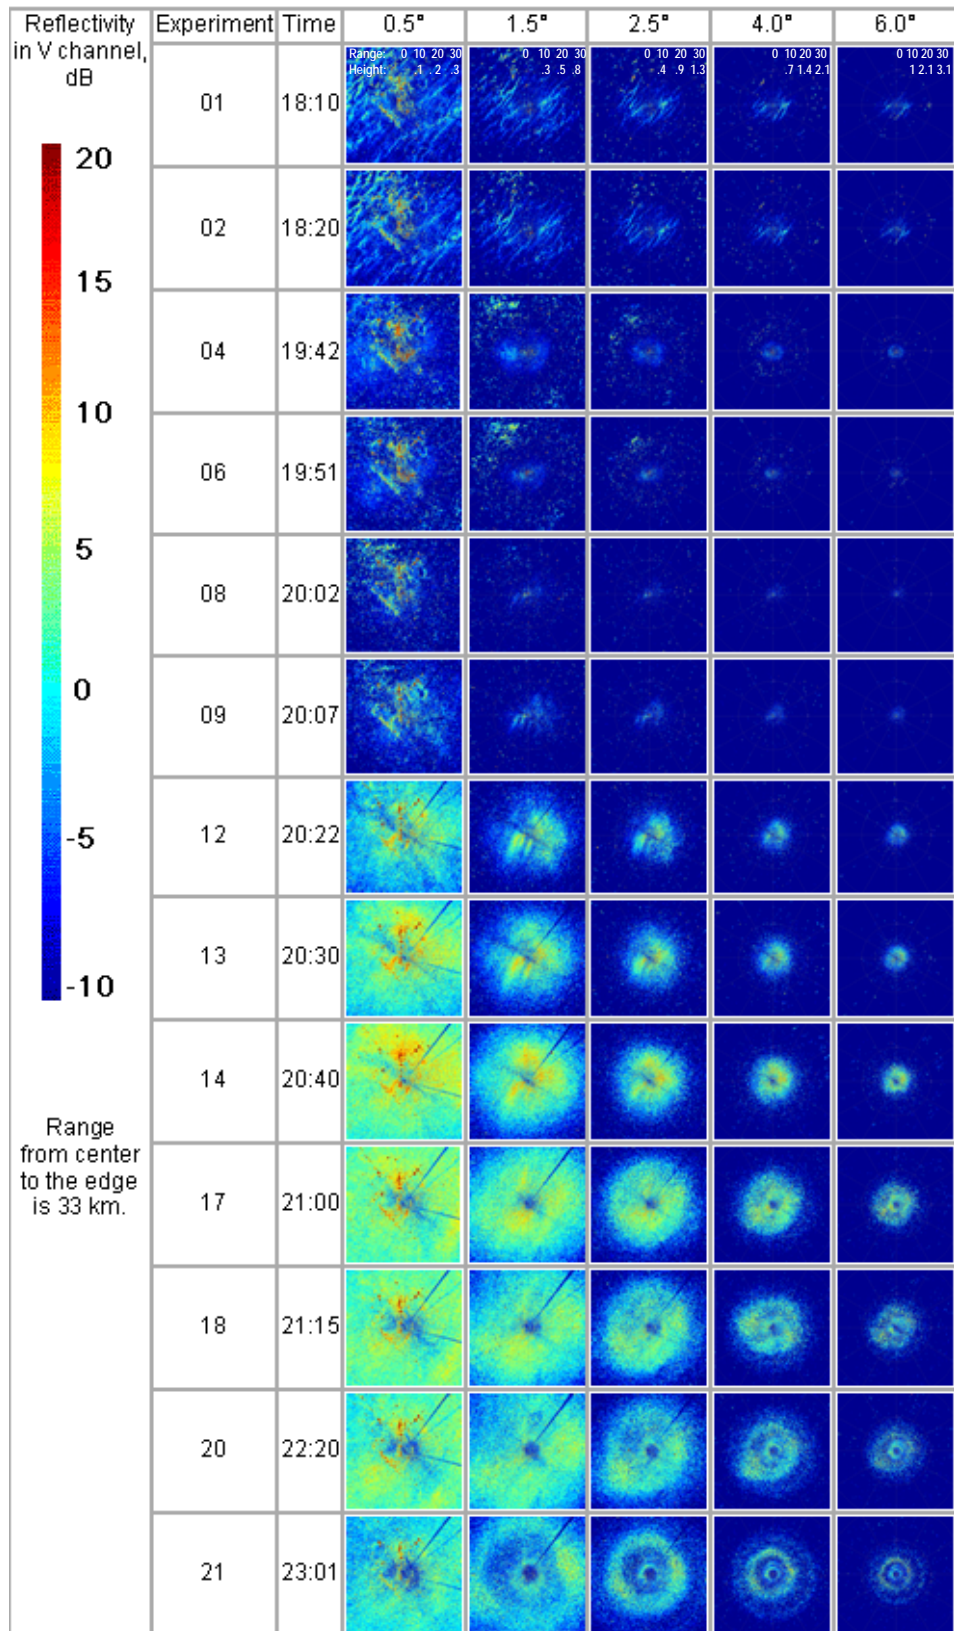 Reflectivity in V channel, dB Experiment Time 0.5° 1.5° 2.5° 4.0° 6.0°
Range: 0 10 20 30 0 10 20 30 0 10 20 30 0 10 20 30 0 10 20 30
Height: .1 .2 .3 .3 .5 .8 .4 .9 1.3 .7 1.4 2.1 1 2.1 3.1
20
15
10
5
0
-5
-10
Range
from center
to the edge
is 33 km.
01 18:10
02 18:20
04 19:42
06 19:51
08 20:02
09 20:07
12 20:22
13 20:30
14 20:40
17 21:00
18 21:15
20 22:20
21 23:01